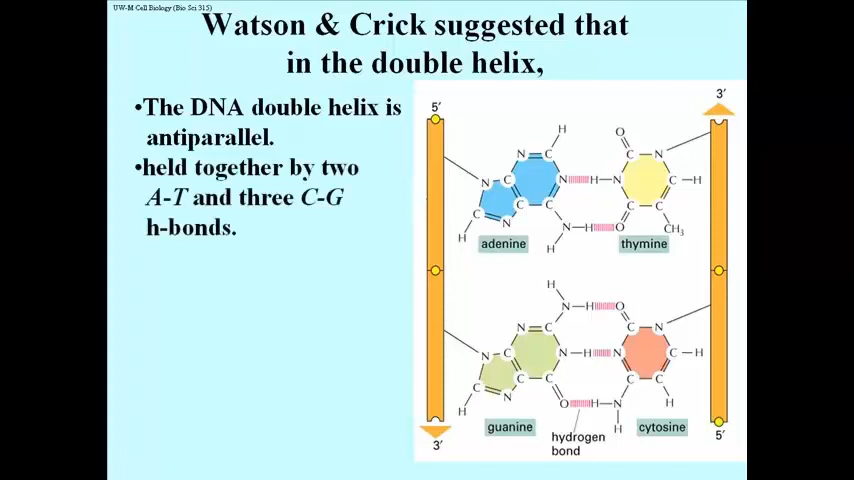 UW-M Cell Biology (Bio Sci 315)
Watson & Crick suggested that
in the double helix,
•The DNA double helix is
antiparallel.
•held together by two
A-T and three C-G
h-bonds.
5′
3′
H
O
N
C
C
N
N
C
N
H
N
C
H
C
C
C
C
N
N
H
O
CH3
H
H
adenine
thymine
H
N
H
O
N
C
C
N
N
C
N
H
N
C
H
C
C
C
C
C
N
O
H
N
H
H
H
guanine
cytosine
hydrogen
bond
3′
5′